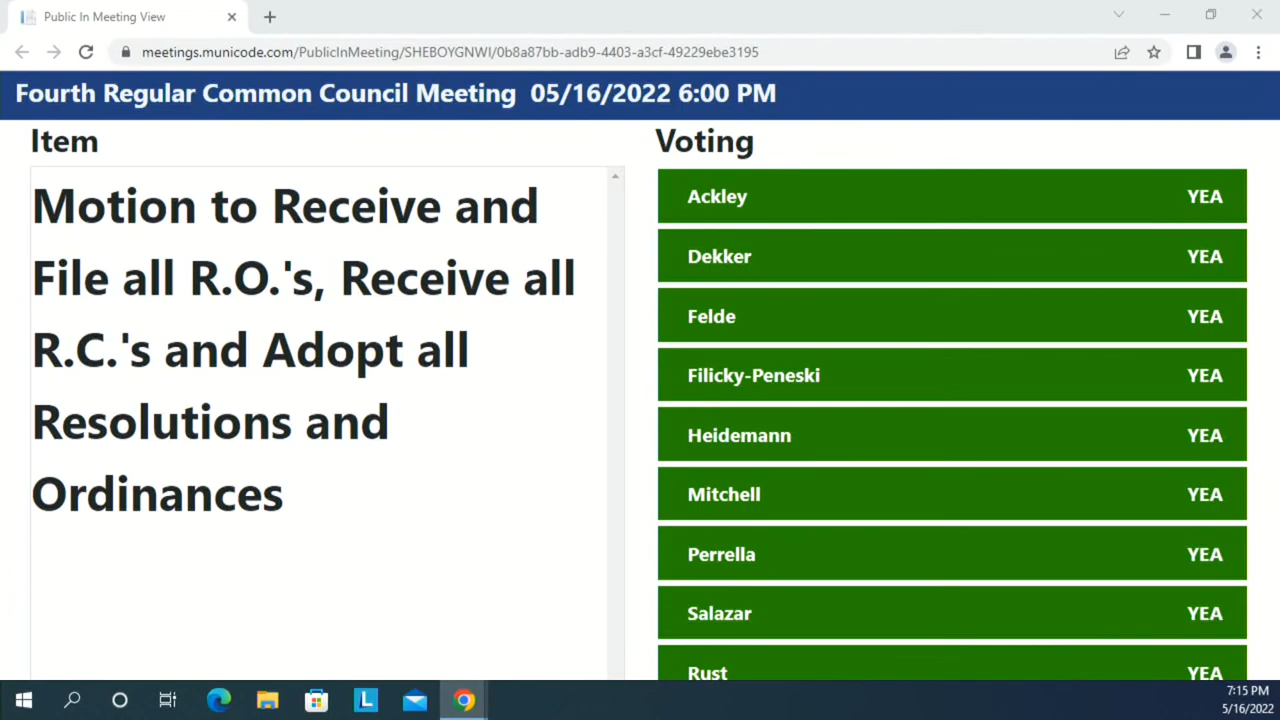 Public In Meeting View
meetings.municode.com/PublicInMeeting/SHEBOYGNWI/0b8a87bb-adb9-4403-a3cf-49229ebe3195
Fourth Regular Common Council Meeting 05/16/2022 6:00 PM
Item
Motion to Receive and
File all R.O.'s, Receive all
R.C.'s and Adopt all
Resolutions and
Ordinances
Voting
Ackley YEA
Dekker YEA
Felde YEA
Filicky-Peneski YEA
Heidemann YEA
Mitchell YEA
Perrella YEA
Salazar YEA
Rust YEA
L
7:15 PM
5/16/2022